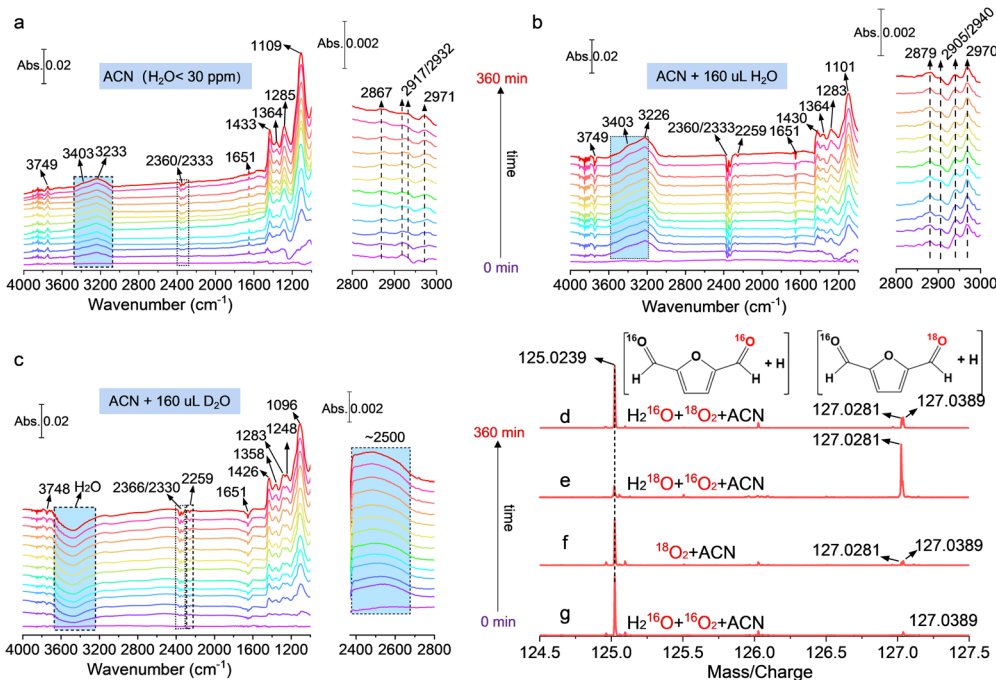 a
Abs.
0.02
ACN (H₂O< 30 ppm)
1109
1285
1364
1433
3749
3403
3233
2360/2333
1651
4000 3600 3200 2800 2400 2000 1600 1200
Wavenumber (cm⁻¹)
Abs.
0.002
2917/2932
2867
2971
2800 2900 3000
360 min
time
0 min
b
Abs.
0.02
ACN + 160 uL H₂O
1101
1283
1364
1430
3749
3403
3226
2360/2333
2259
1651
4000 3600 3200 2800 2400 2000 1600 1200
Wavenumber (cm⁻¹)
Abs.
0.002
2905/2940
2879
2970
2800 2900 3000
c
Abs.
0.02
ACN + 160 uL D₂O
1096
1283
1248
1358
1426
3748
H₂O
2366/2330
2259
1651
4000 3600 3200 2800 2400 2000 1600 1200
Wavenumber (cm⁻¹)
Abs.
0.002
~2500
2400 2600 2800
360 min
time
0 min
125.0239
¹⁶O
¹⁶O
H
H
O
+ H
¹⁶O
¹⁸O
H
H
O
+ H
d
H₂¹⁶O+¹⁸O₂+ACN
127.0281
127.0389
e
H₂¹⁸O+¹⁶O₂+ACN
127.0281
f
¹⁸O₂+ACN
127.0281
127.0389
g
H₂¹⁶O+¹⁶O₂+ACN
127.0389
124.5 125.0 125.5 126.0 126.5 127.0 127.5
Mass/Charge